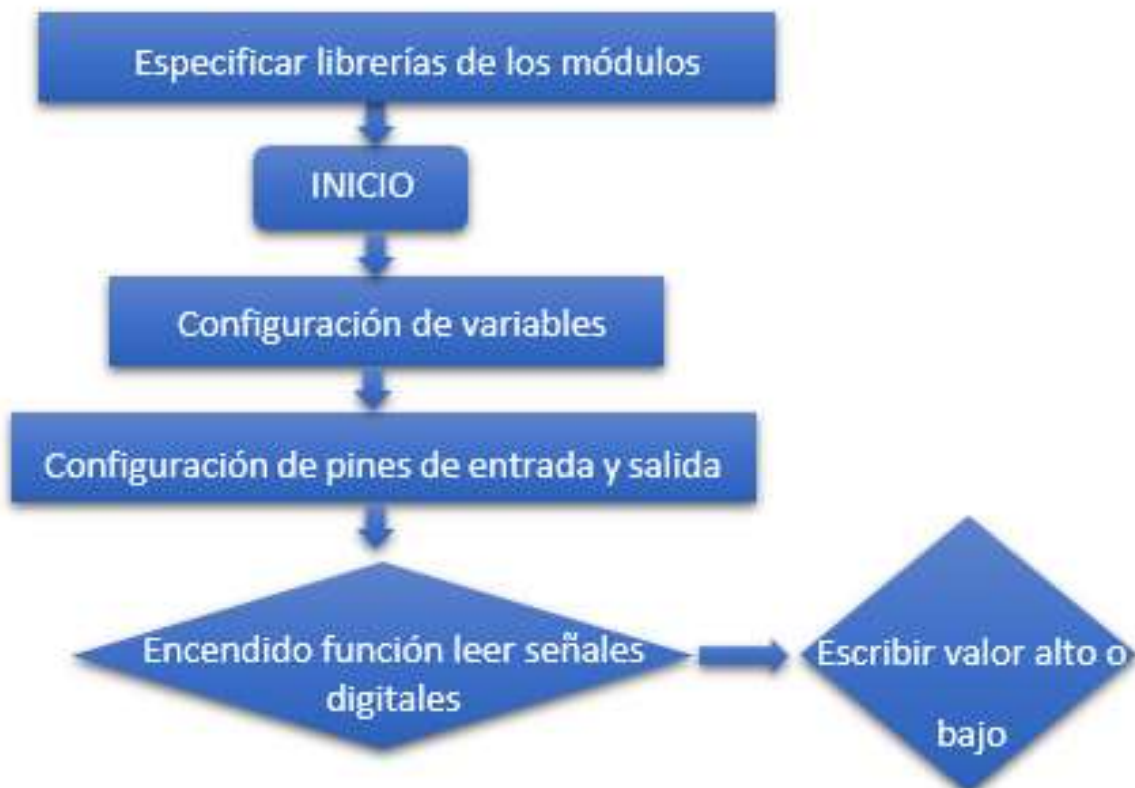 Especificar librerías de los módulos
INICIO
Configuración de variables
Configuración de pines de entrada y salida
Encendido función leer señales
digitales
Escribir valor alto o
bajo